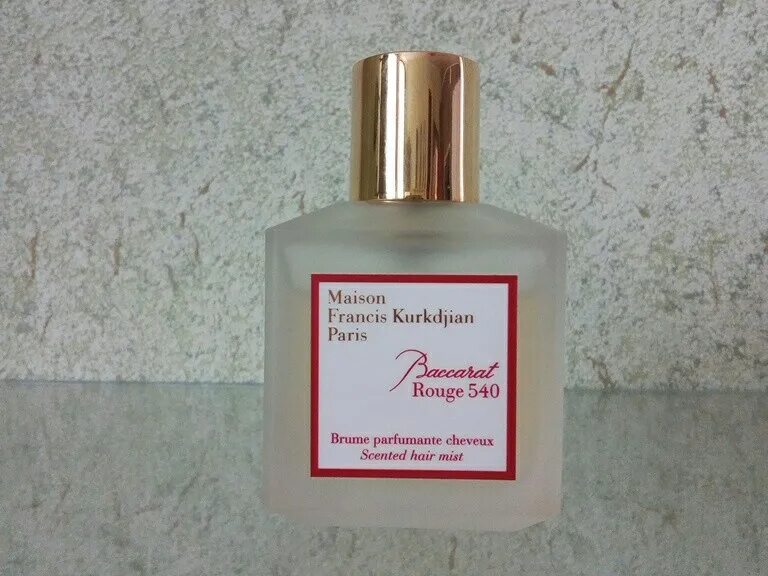 Maison
Francis Kurkdjian
Paris
Baccarat
Rouge 540
Brume parfumante cheveux
Scented hair mist